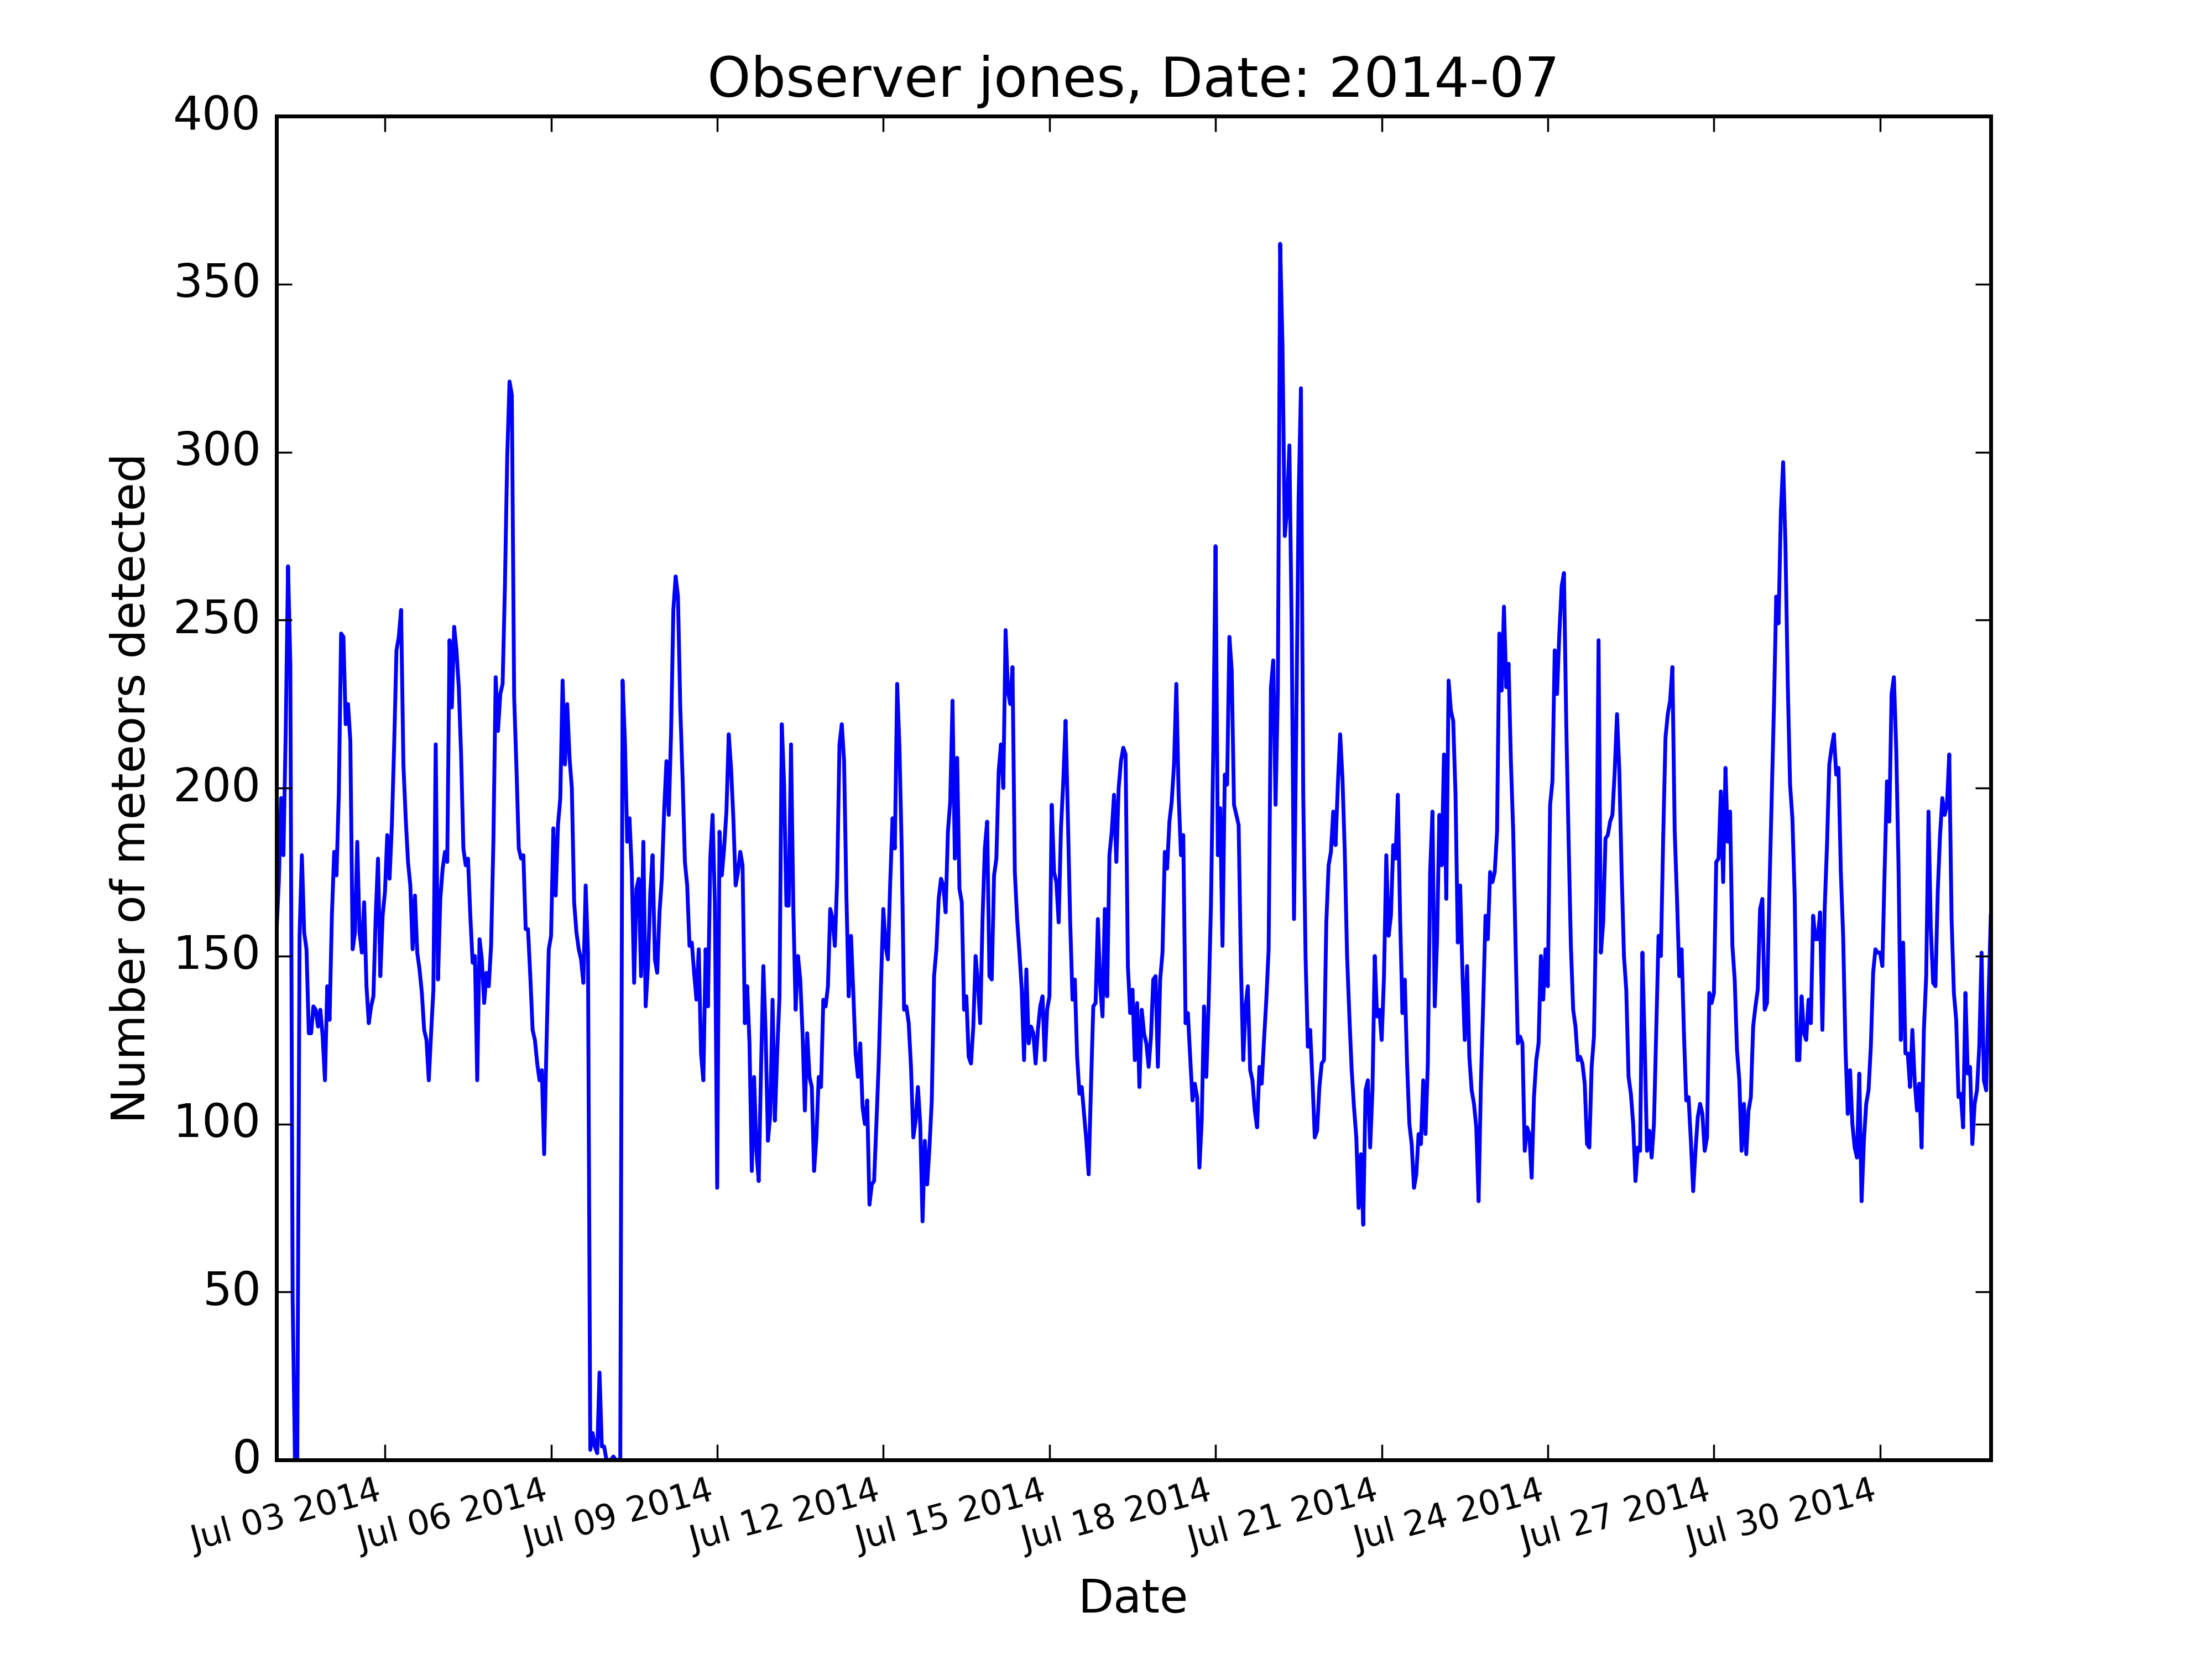 Observer jones, Date: 2014-07
400
350
300
250
200
150
100
50
0
Number of meteors detected
Jul 03 2014
Jul 06 2014
Jul 09 2014
Jul 12 2014
Jul 15 2014
Jul 18 2014
Jul 21 2014
Jul 24 2014
Jul 27 2014
Jul 30 2014
Date